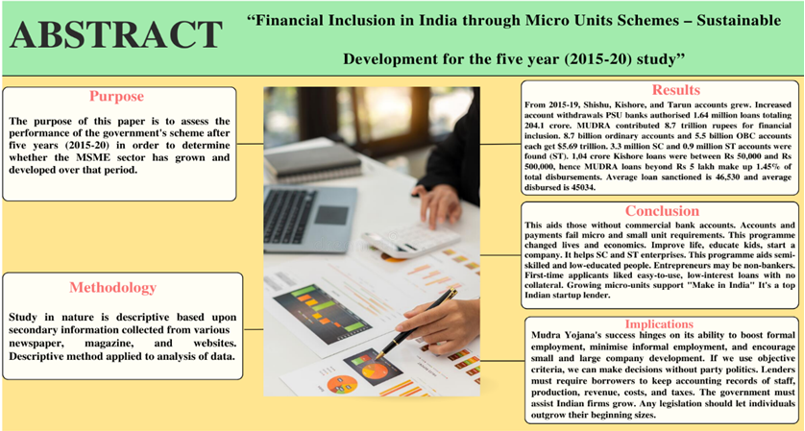 ABSTRACT
“Financial Inclusion in India through Micro Units Schemes – Sustainable
Development for the five year (2015-20) study”
Purpose
The purpose of this paper is to assess the
performance of the government's scheme after
five years (2015-20) in order to determine
whether the MSME sector has grown and
developed over that period.
Methodology
Study in nature is descriptive based upon
secondary information collected from various
newspaper, magazine, and websites.
Descriptive method applied to analysis of data.
Results
From 2015-19, Shishu, Kishore, and Tarun accounts grew. Increased
account withdrawals PSU banks authorised 1.64 million loans totaling
204.1 crore. MUDRA contributed 8.7 trillion rupees for financial
inclusion. 8.7 billion ordinary accounts and 5.5 billion OBC accounts
each get $5.69 trillion. 3.3 million SC and 0.9 million ST accounts were
found (ST). 1,04 crore Kishore loans were between Rs 50,000 and Rs
500,000, hence MUDRA loans beyond Rs 5 lakh make up 1.45% of
total disbursements. Average loan sanctioned is 46,530 and average
disbursed is 45034.
Conclusion
This aids those without commercial bank accounts. Accounts and
payments fail micro and small unit requirements. This programme
changed lives and economics. Improve life, educate kids, start a
company. It helps SC and ST enterprises. This programme aids semi-
skilled and low-educated people. Entrepreneurs may be non-bankers.
First-time applicants liked easy-to-use, low-interest loans with no
collateral. Growing micro-units support "Make in India" It's a top
Indian startup lender.
Implications
Mudra Yojana's success hinges on its ability to boost formal
employment, minimise informal employment, and encourage
small and large company development. If we use objective
criteria, we can make decisions without party politics. Lenders
must require borrowers to keep accounting records of staff,
production, revenue, costs, and taxes. The government must
assist Indian firms grow. Any legislation should let individuals
outgrow their beginning sizes.